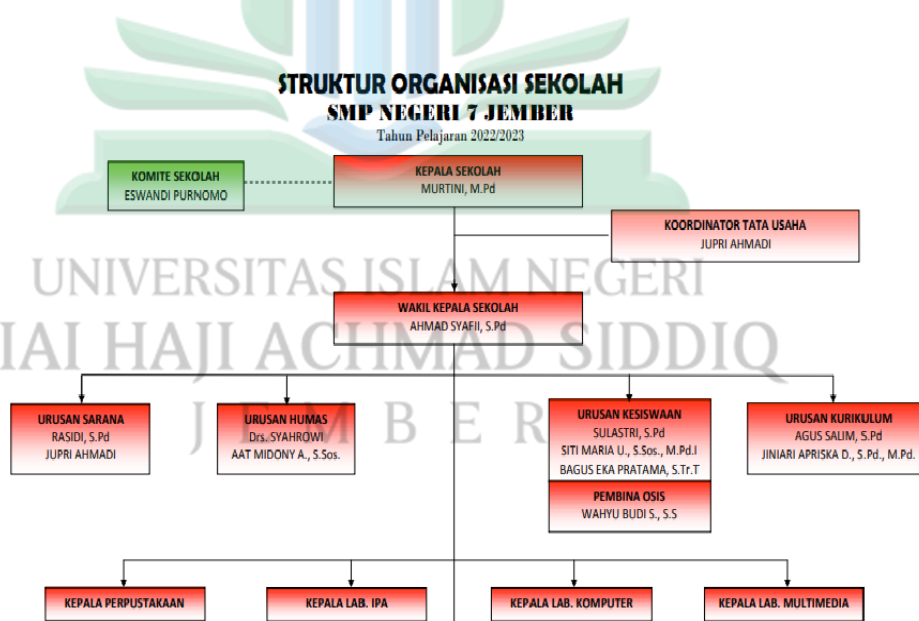 STRUKTUR ORGANISASI SEKOLAH
SMP NEGERI 7 JEMBER
Tahun Pelajaran 2022/2023
KOMITE SEKOLAH
ESWANDI PURNOMO
KEPALA SEKOLAH
MURTINI, M.Pd
KOORDINATOR TATA USAHA
JUPRI AHMADI
UNIVERSITAS ISLAM NEGERI
WAKIL KEPALA SEKOLAH
AHMAD SYAFII, S.Pd
IAI HAJI ACHMAD SIDDIQ
JEMBER
URUSAN SARANA
RASIDI, S.Pd
JUPRI AHMADI
URUSAN HUMAS
Drs. SYAHROWI
AAT MIDONY A., S.Sos.
URUSAN KESISWAAN
SULASTRI, S.Pd
SITI MARIA U., S.Sos., M.Pd.I
BAGUS EKA PRATAMA, S.Tr.T
PEMBINA OSIS
WAHYU BUDI S., S.S
URUSAN KURIKULUM
AGUS SALIM, S.Pd
JINIARI APRISKA D., S.Pd., M.Pd.
KEPALA PERPUSTAKAAN
KEPALA LAB. IPA
KEPALA LAB. KOMPUTER
KEPALA LAB. MULTIMEDIA